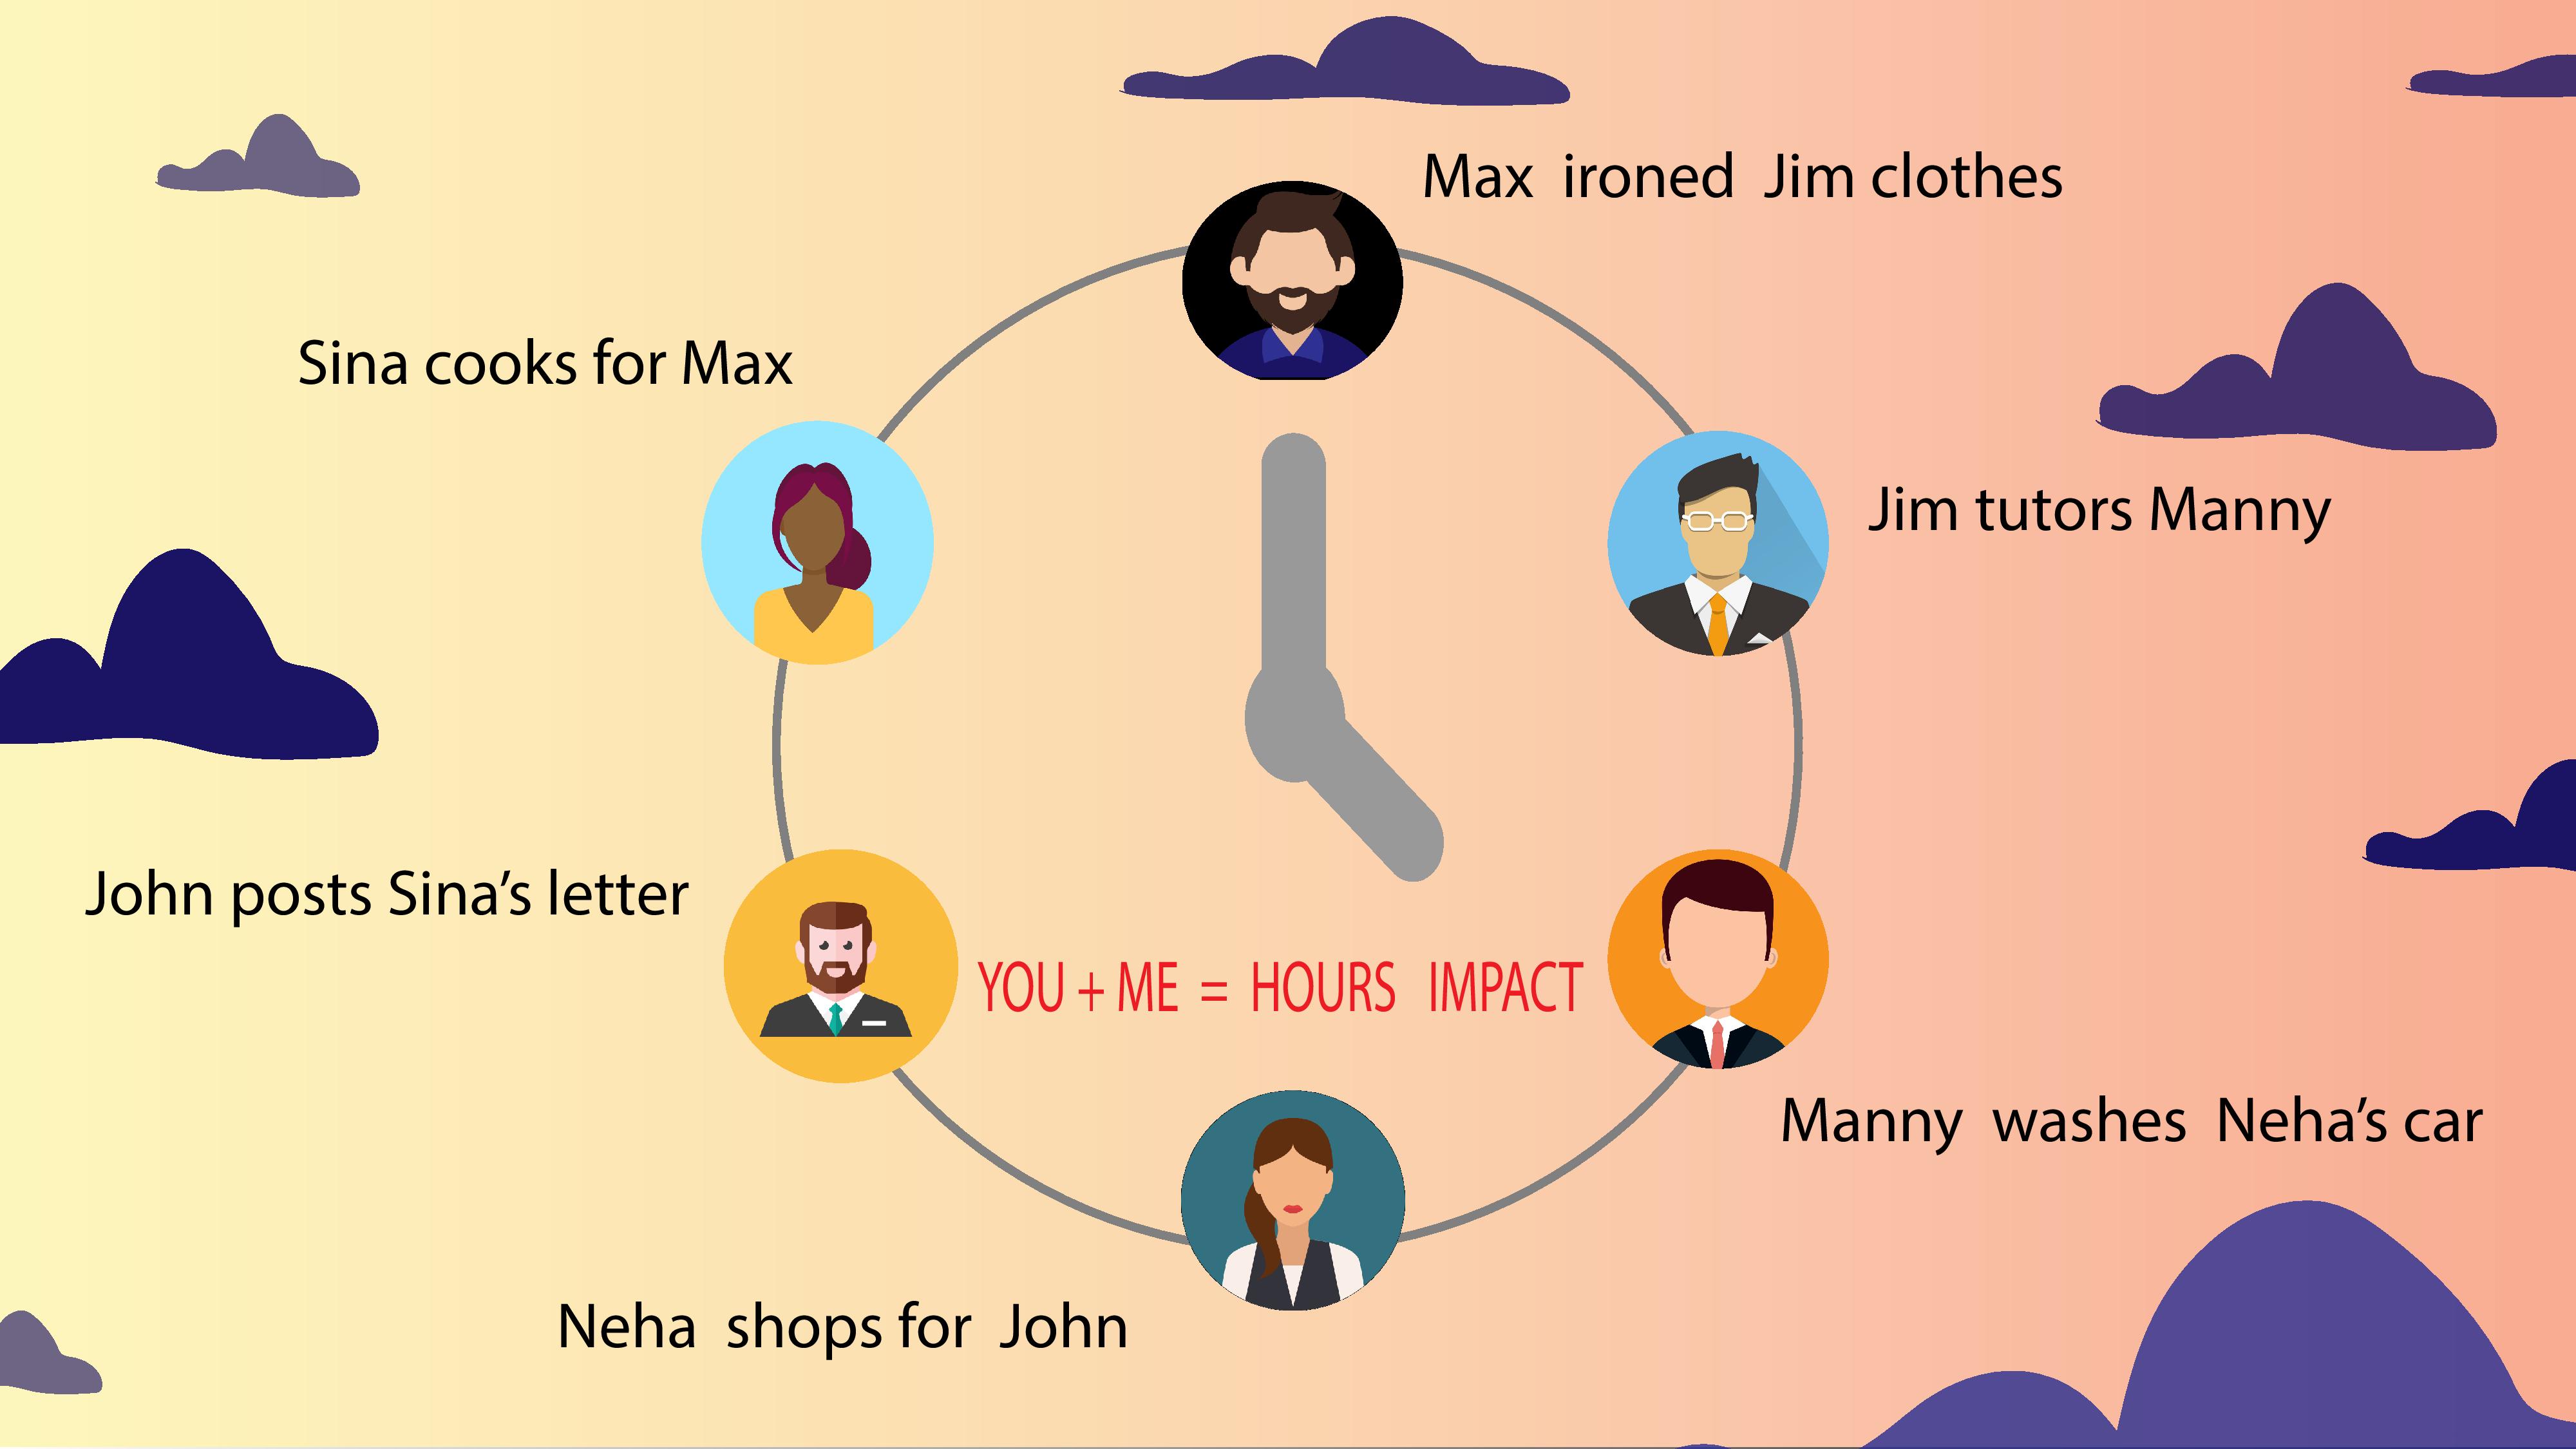 Max ironed Jim clothes
Sina cooks for Max
Jim tutors Manny
John posts Sina’s letter
YOU + ME = HOURS IMPACT
Manny washes Neha’s car
Neha shops for John